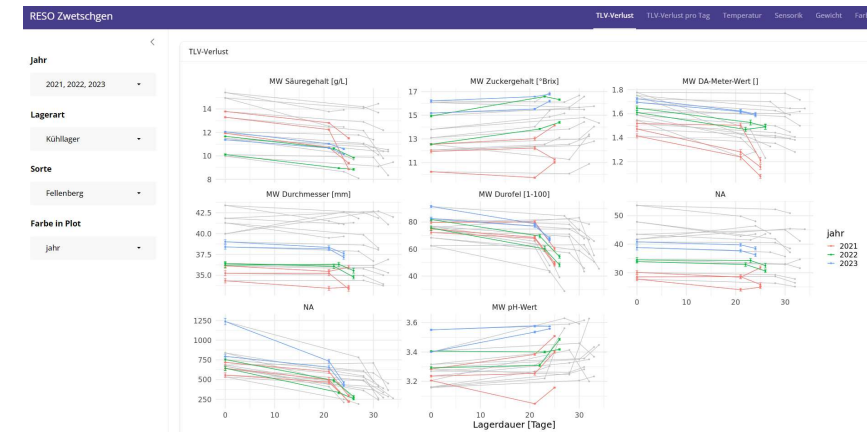 RESO Zwetschgen
TLV-Verlust TLV-Verlust pro Tag Temperatur Sensorik Gewicht
Jahr
2021, 2022, 2023
Lagerart
Kühllager
Sorte
Fellenberg
Farbe in Plot
jahr
TLV-Verlust
MW Säuregehalt [g/L]
14
12
10
8
MW Zuckergehalt [°Brix]
17
15
13
11
MW DA-Meter-Wert []
1.8
1.6
1.4
1.2
MW Durchmesser [mm]
42.5
40.0
37.5
35.0
MW Durofel [1-100]
80
60
40
NA
50
40
30
0 10 20 30
jahr
2021
2022
2023
NA
1250
1000
750
500
250
0 10 20 30
MW pH-Wert
3.6
3.4
3.2
0 10 20 30
Lagerdauer [Tage]